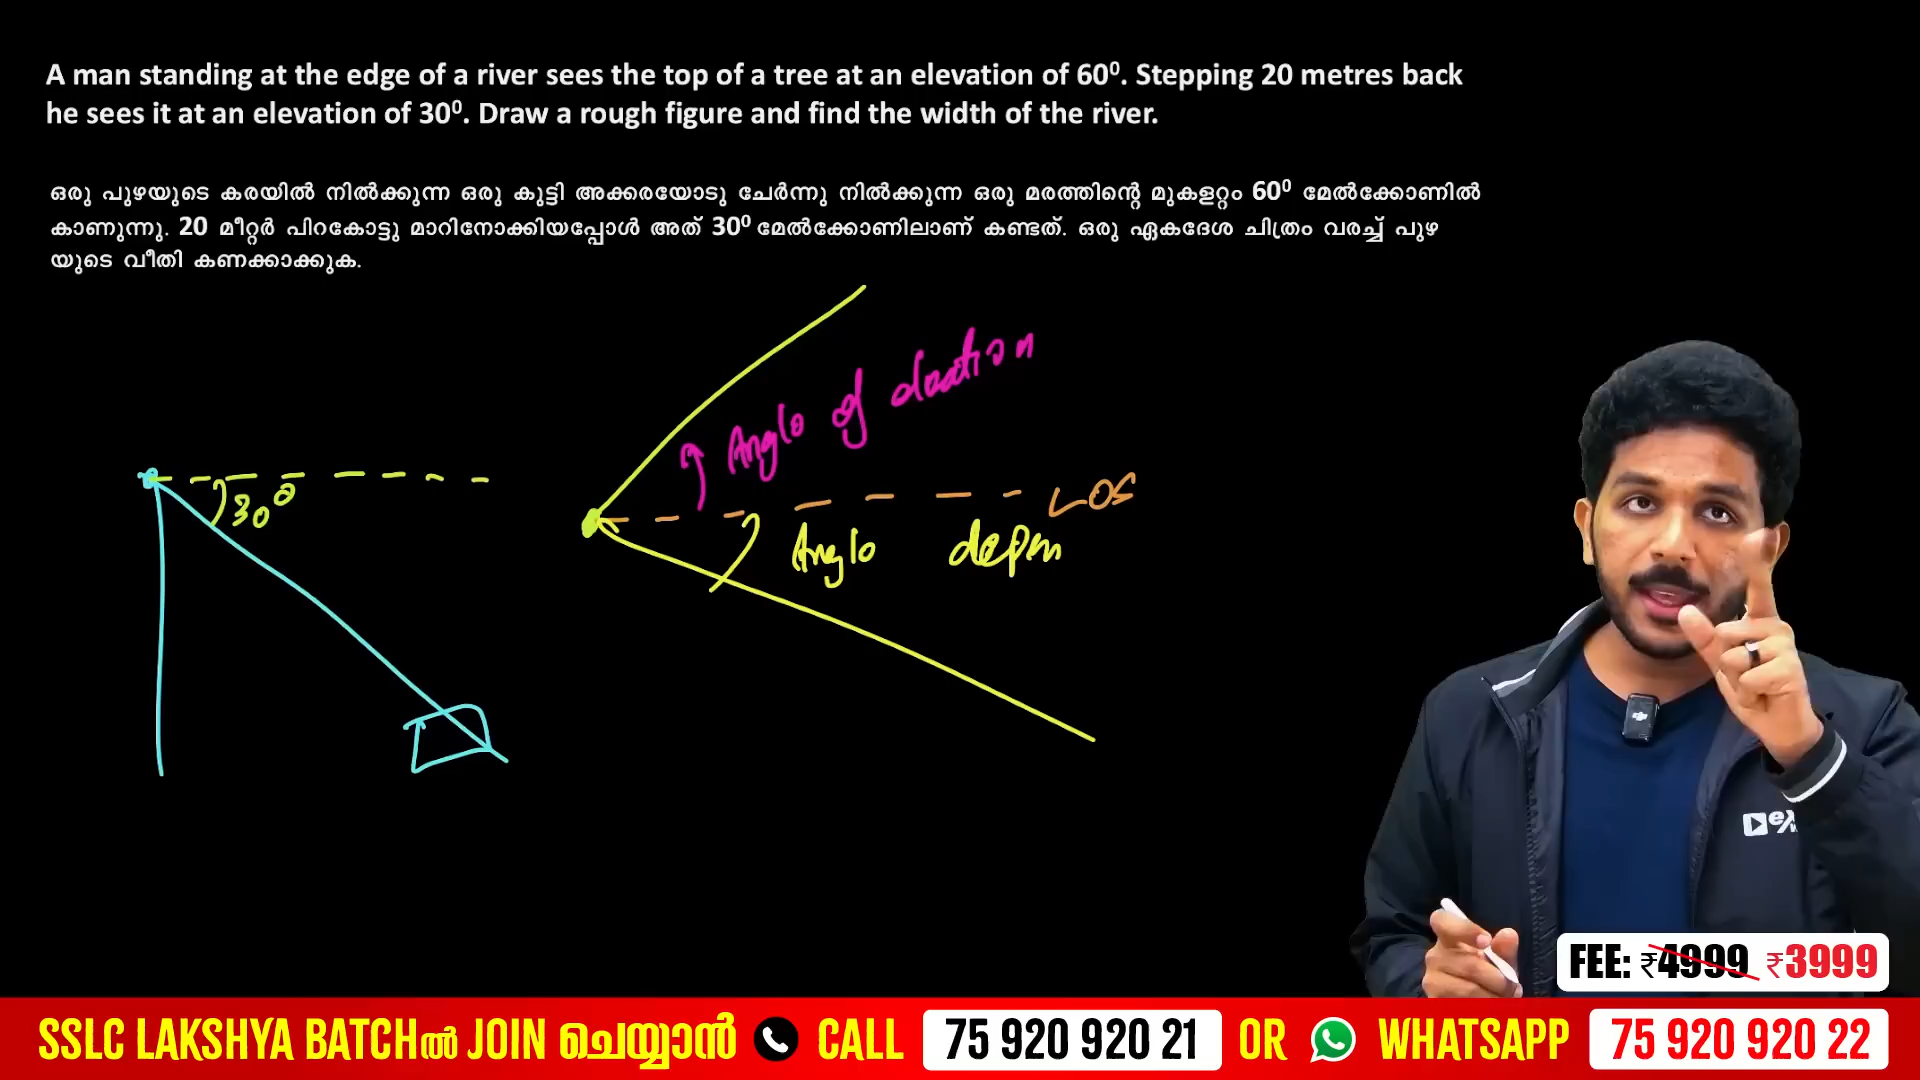 A man standing at the edge of a river sees the top of a tree at an elevation of 60⁰. Stepping 20 metres back
he sees it at an elevation of 30⁰. Draw a rough figure and find the width of the river.
ഒരു പുഴയുടെ കരയിൽ നിൽക്കുന്ന ഒരു കുട്ടി അക്കരയോടു ചേർന്നു നിൽക്കുന്ന ഒരു മരത്തിന്റെ മുകളറ്റം 60⁰ മേൽക്കോണിൽ
കാണുന്നു. 20 മീറ്റർ പിറകോട്ടു മാറിനോക്കിയപ്പോൾ അത് 30⁰ മേൽക്കോണിലാണ് കണ്ടത്. ഒരു ഏകദേശ ചിത്രം വരച്ച് പുഴ
യുടെ വീതി കണക്കാക്കുക.
Angle of
30⁰
LOS
Angle
FEE: ₹4999 ₹3999
SSLC LAKSHYA BATCHൽ JOIN ചെയ്യാൻ CALL 75 920 920 21 OR WHATSAPP 75 920 920 22